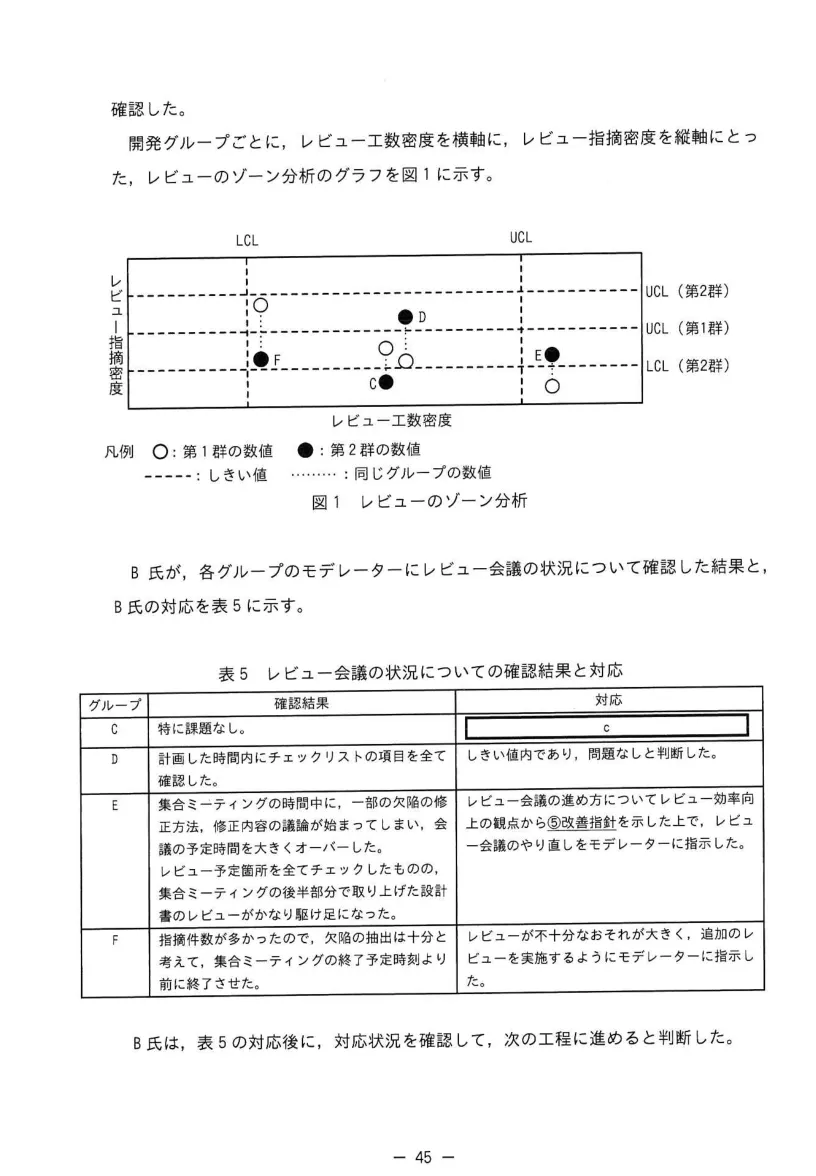 確認した。
開発グループごとに，レビュー工数密度を横軸に，レビュー指摘密度を縦軸にとっ
た，レビューのゾーン分析のグラフを図1に示す。
LCL UCL
レビュー指摘密度
UCL（第2群）
D
UCL（第1群）
F
E
LCL（第2群）
C
レビュー工数密度
凡例 ○：第1群の数値 ●：第2群の数値
-----：しきい値 ………：同じグループの数値
図1 レビューのゾーン分析
B 氏が，各グループのモデレーターにレビュー会議の状況について確認した結果と，
B氏の対応を表5に示す。
表5 レビュー会議の状況についての確認結果と対応
グループ 確認結果 対応
C 特に課題なし。 c
D 計画した時間内にチェックリストの項目を全て しきい値内であり，問題なしと判断した。
確認した。
E 集合ミーティングの時間中に，一部の欠陥の修 レビュー会議の進め方についてレビュー効率向
正方法，修正内容の議論が始まってしまい，会 上の観点から⑤改善指針を示した上で，レビュ
議の予定時間を大きくオーバーした。 ー会議のやり直しをモデレーターに指示した。
レビュー予定箇所を全てチェックしたものの，
集合ミーティングの後半部分で取り上げた設計
書のレビューがかなり駆け足になった。
F 指摘件数が多かったので，欠陥の抽出は十分と レビューが不十分なおそれが大きく，追加のレ
考えて，集合ミーティングの終了予定時刻より ビューを実施するようにモデレーターに指示し
前に終了させた。 た。
B氏は，表5の対応後に，対応状況を確認して，次の工程に進めると判断した。
－ 45 －